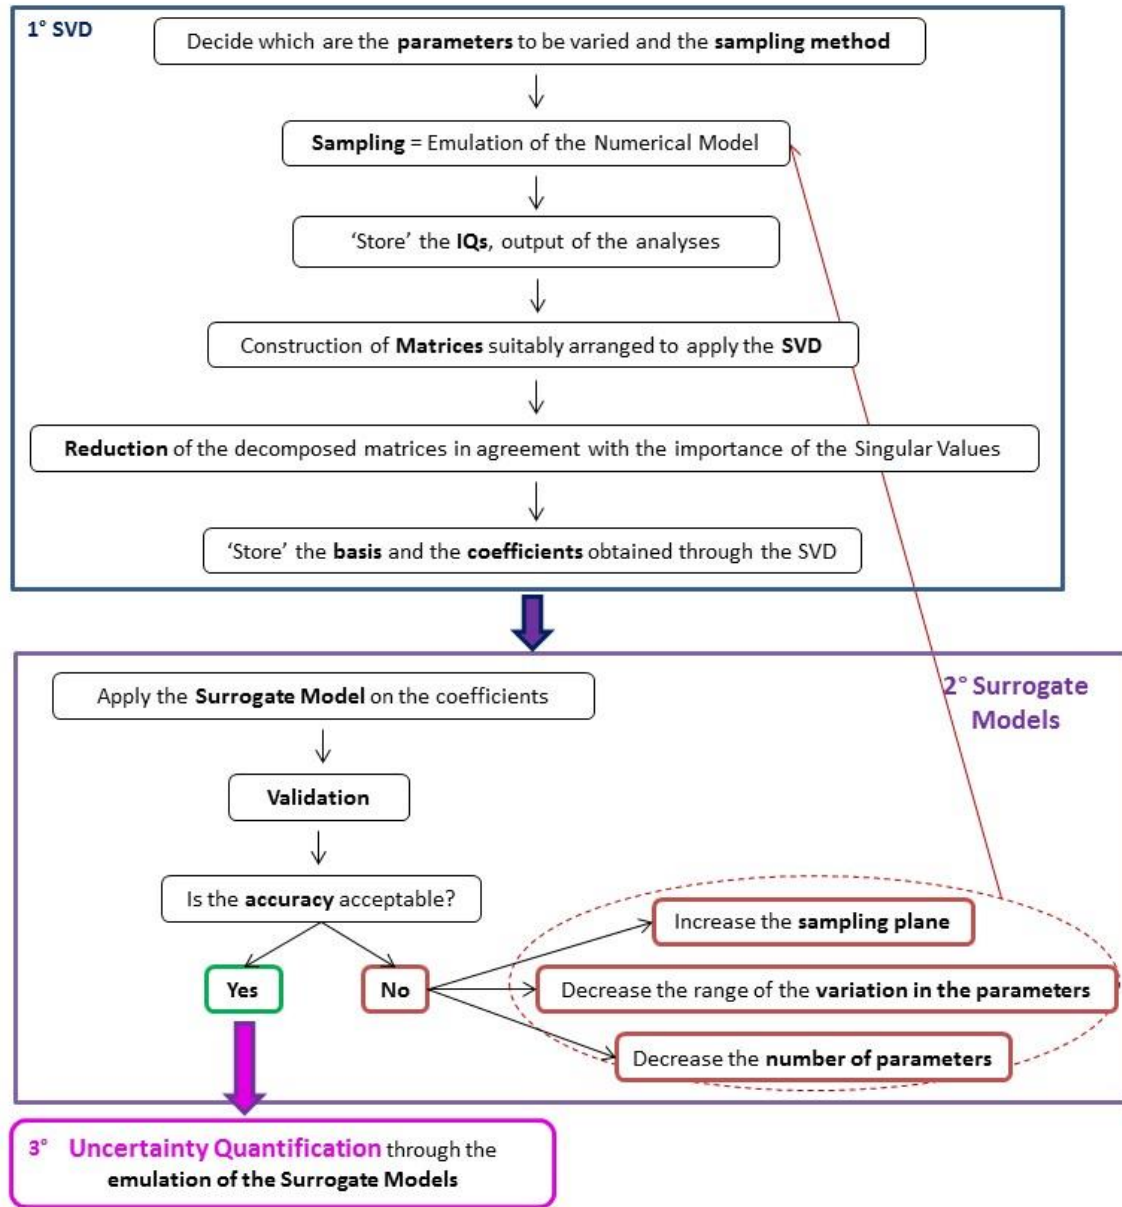 1° SVD
Decide which are the parameters to be varied and the sampling method
Sampling = Emulation of the Numerical Model
‘Store’ the IQs, output of the analyses
Construction of Matrices suitably arranged to apply the SVD
Reduction of the decomposed matrices in agreement with the importance of the Singular Values
‘Store’ the basis and the coefficients obtained through the SVD
2° Surrogate
Models
Apply the Surrogate Model on the coefficients
Validation
Is the accuracy acceptable?
Yes
No
Increase the sampling plane
Decrease the range of the variation in the parameters
Decrease the number of parameters
3° Uncertainty Quantification through the
emulation of the Surrogate Models